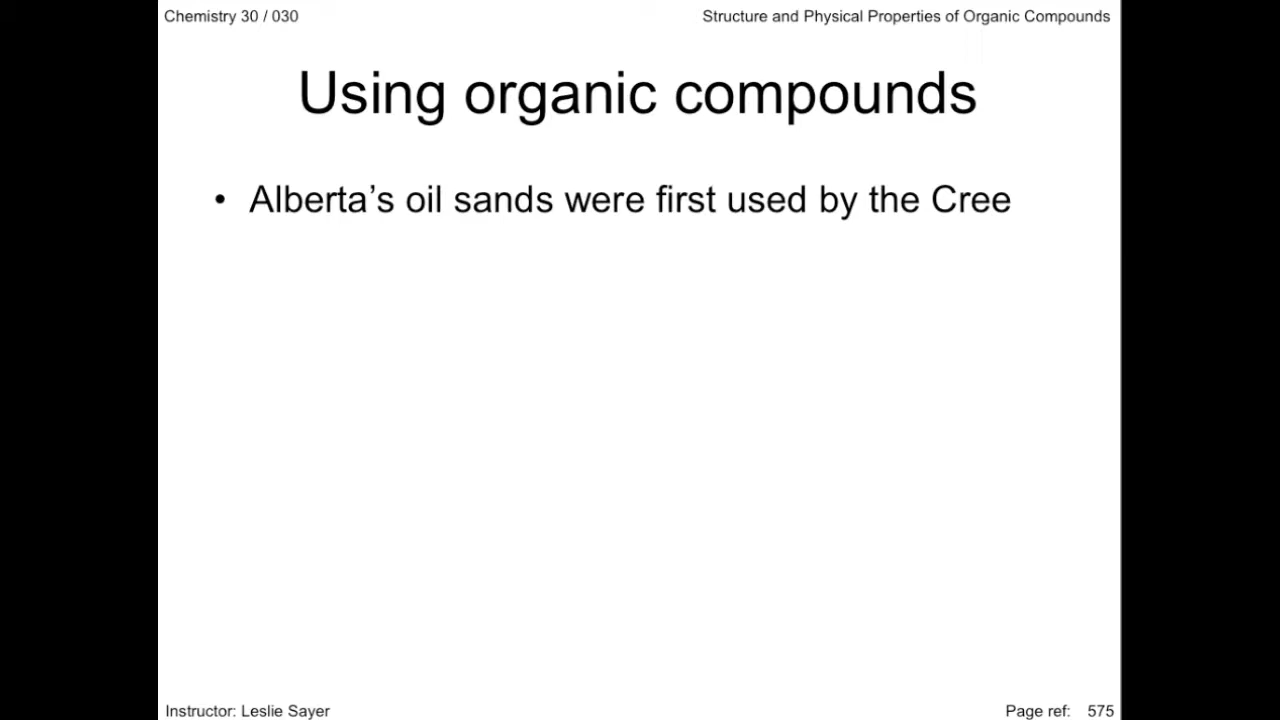 Chemistry 30 / 030
Structure and Physical Properties of Organic Compounds
Using organic compounds
• Alberta’s oil sands were first used by the Cree
Instructor: Leslie Sayer
Page ref: 575